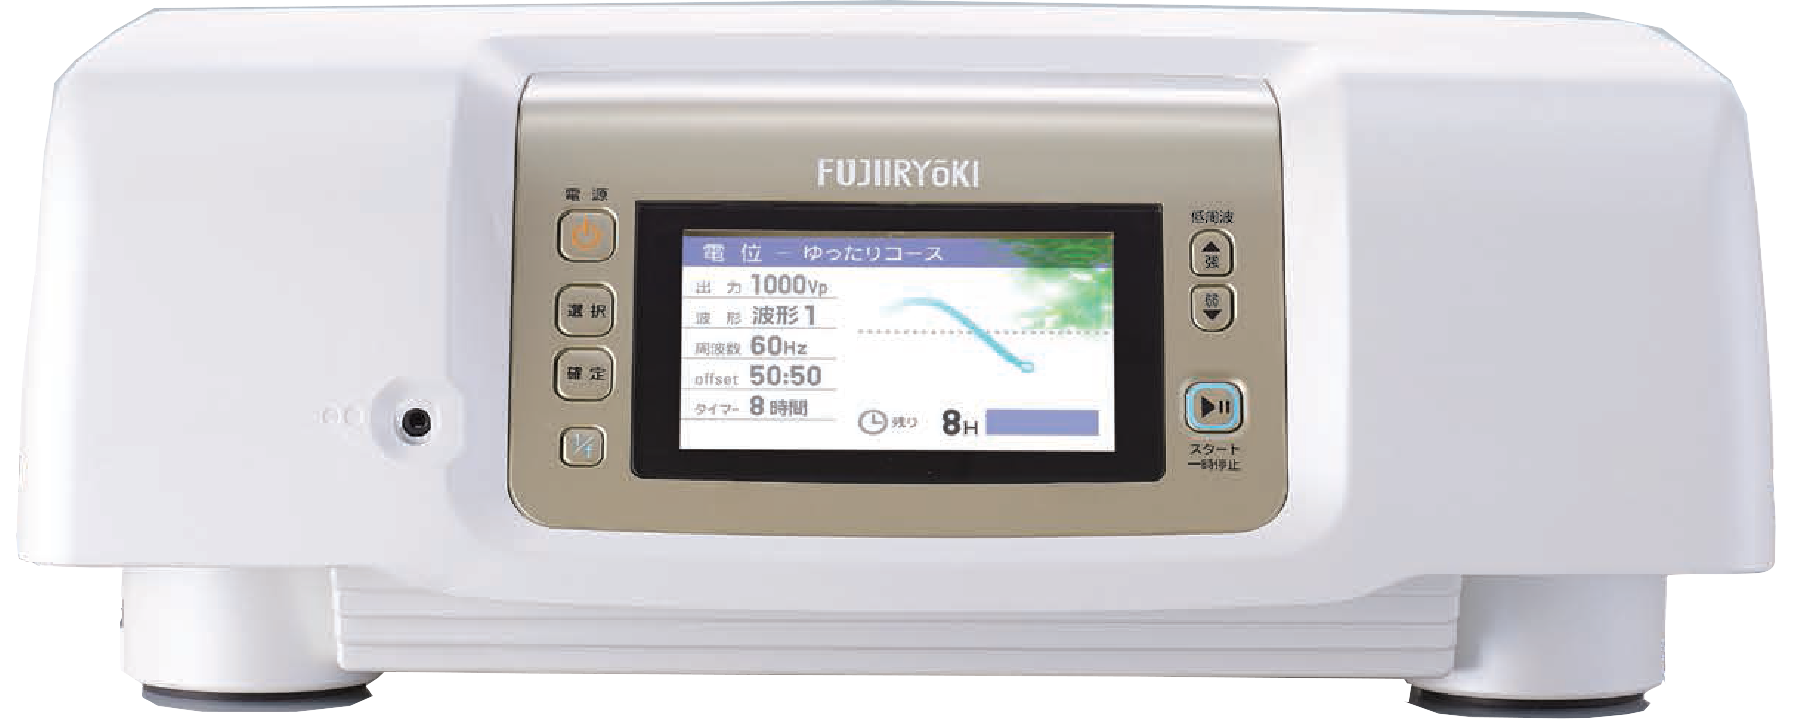 FUJIIRYōKI
電源
選択
確定
1/f
電位 － ゆったりコース
出力 1000Vp
波形 波形1
周波数 60Hz
offset 50:50
タイマー 8時間
残り 8H
低周波
強
弱
スタート
一時停止